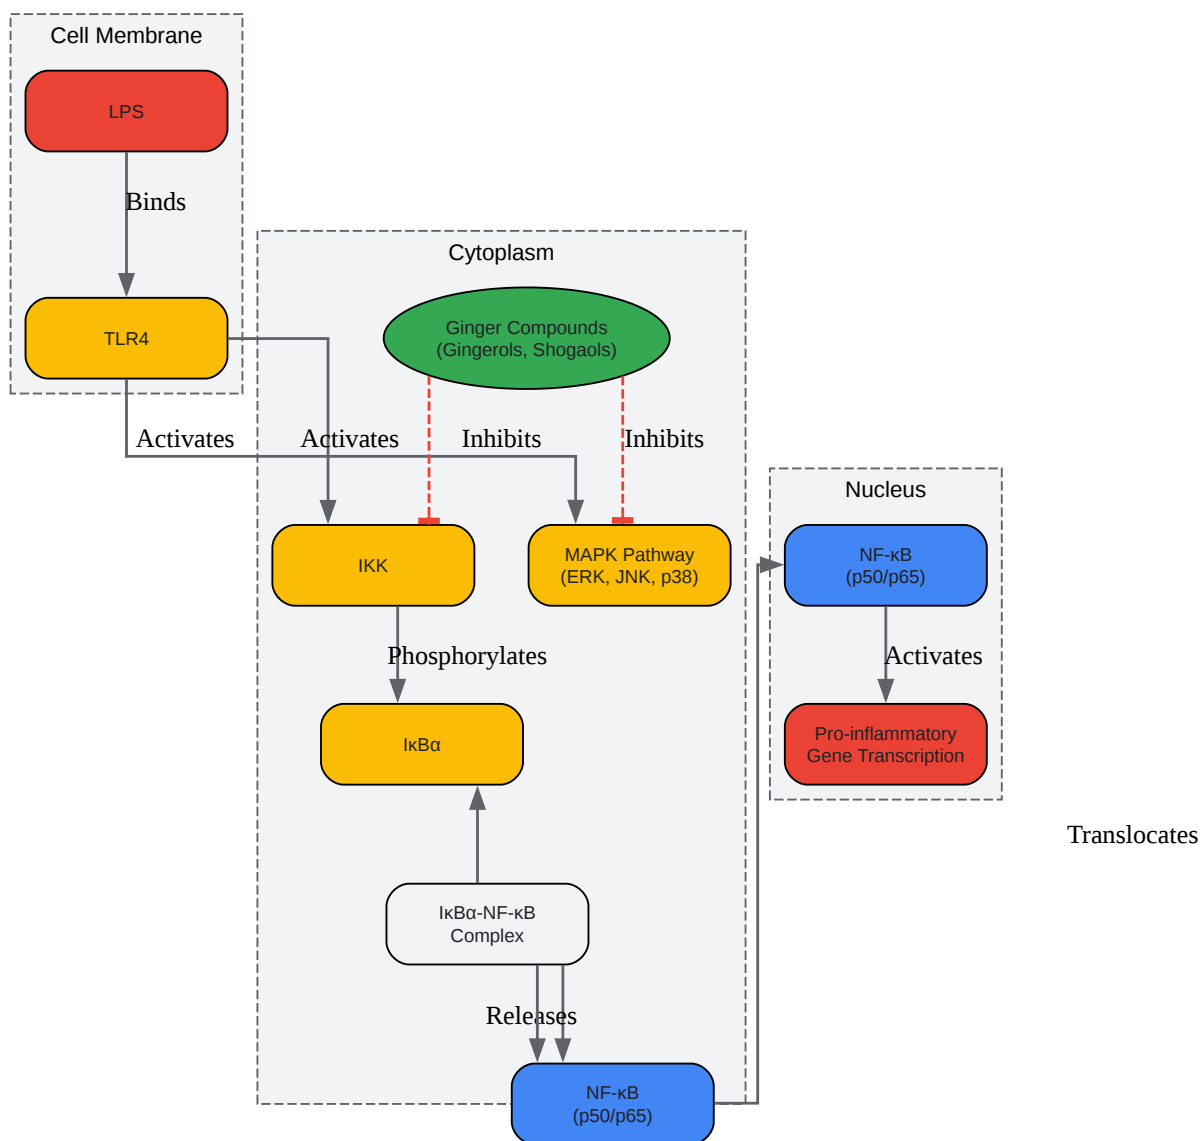 Cell Membrane
LPS
Binds
TLR4
Cytoplasm
Ginger Compounds
(Gingerols, Shogaols)
Activates
Activates
Inhibits
Inhibits
IKK
MAPK Pathway
(ERK, JNK, p38)
Phosphorylates
IκBα
IκBα-NF-κB
Complex
Releases
NF-κB
(p50/p65)
Nucleus
NF-κB
(p50/p65)
Activates
Pro-inflammatory
Gene Transcription
Translocates